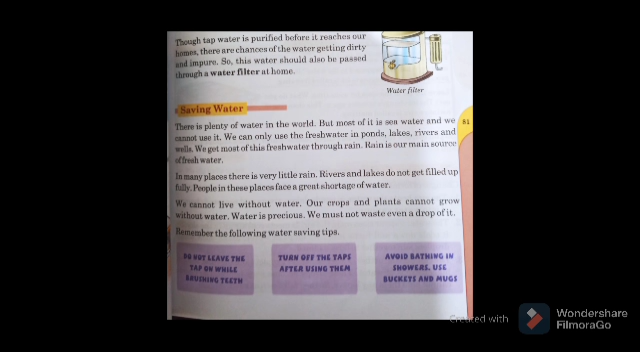 Though tap water is purified before it reaches our
homes, there are chances of the water getting dirty
and impure. So, this water should also be passed
through a water filter at home.
Water filter
Saving Water
There is plenty of water in the world. But most of it is sea water and we
cannot use it. We can only use the freshwater in ponds, lakes, rivers and
wells. We get most of this freshwater through rain. Rain is our main source
of fresh water.
81
In many places there is very little rain. Rivers and lakes do not get filled up
fully. People in these places face a great shortage of water.
We cannot live without water. Our crops and plants cannot grow
without water. Water is precious. We must not waste even a drop of it.
Remember the following water saving tips.
DO NOT LEAVE THE
TAP ON WHILE
BRUSHING TEETH
TURN OFF THE TAPS
AFTER USING THEM
AVOID BATHING IN
SHOWERS. USE
BUCKETS AND MUGS
Created with
Wondershare
FilmoraGo